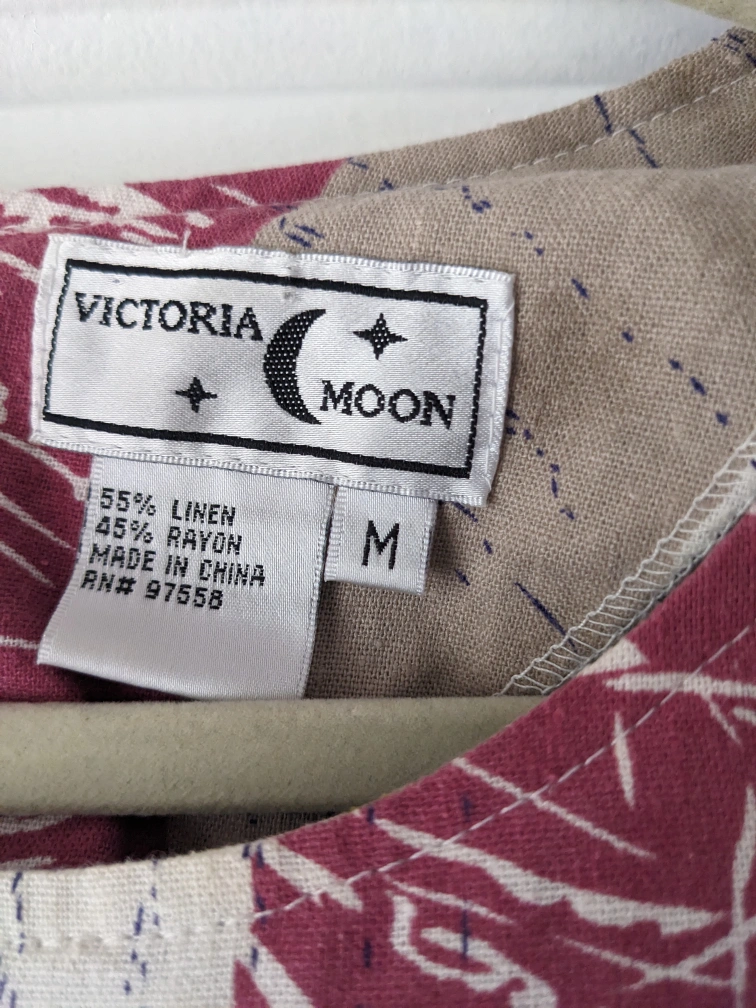 VICTORIA
MOON
55% LINEN
45% RAYON
MADE IN CHINA
RN# 97558
M